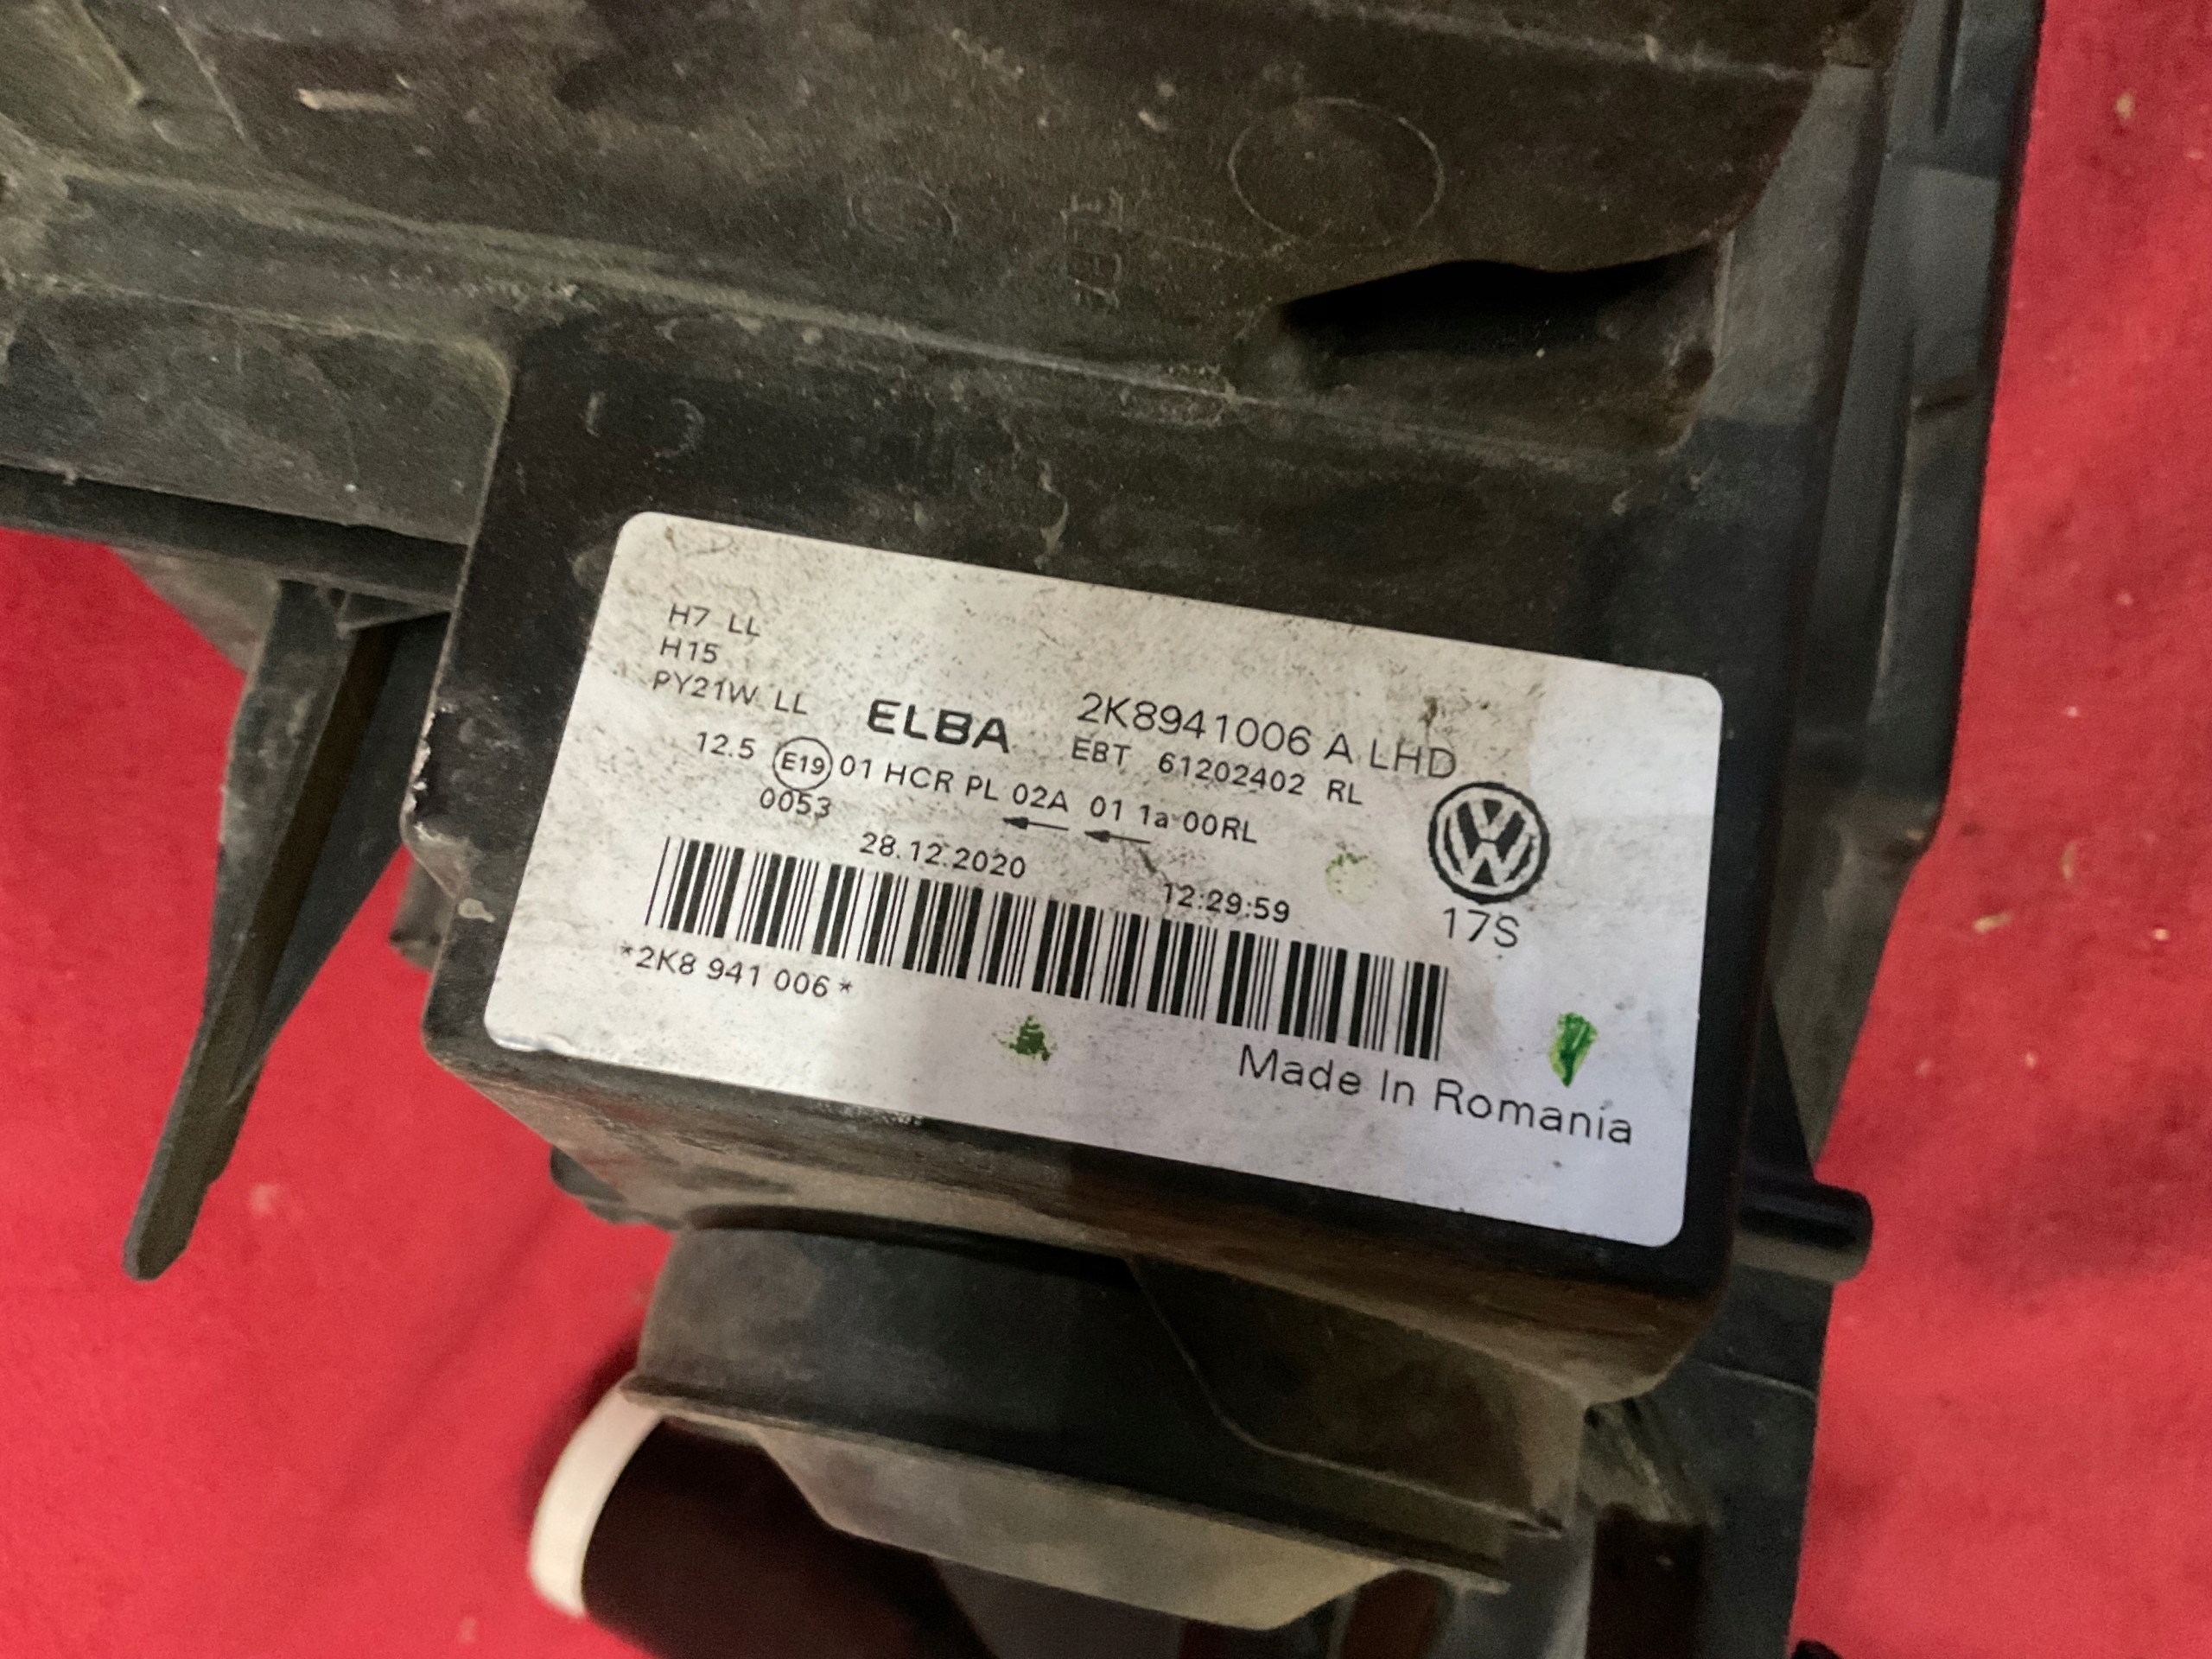 H7 LL
H15
PY21W LL
ELBA
2K8941006 A LHD
EBT 61202402 RL
12.5 E19 01 HCR PL 02A 01 1a 00RL
0053
28.12.2020 12:29:59
17S
*2K8 941 006*
Made In Romania